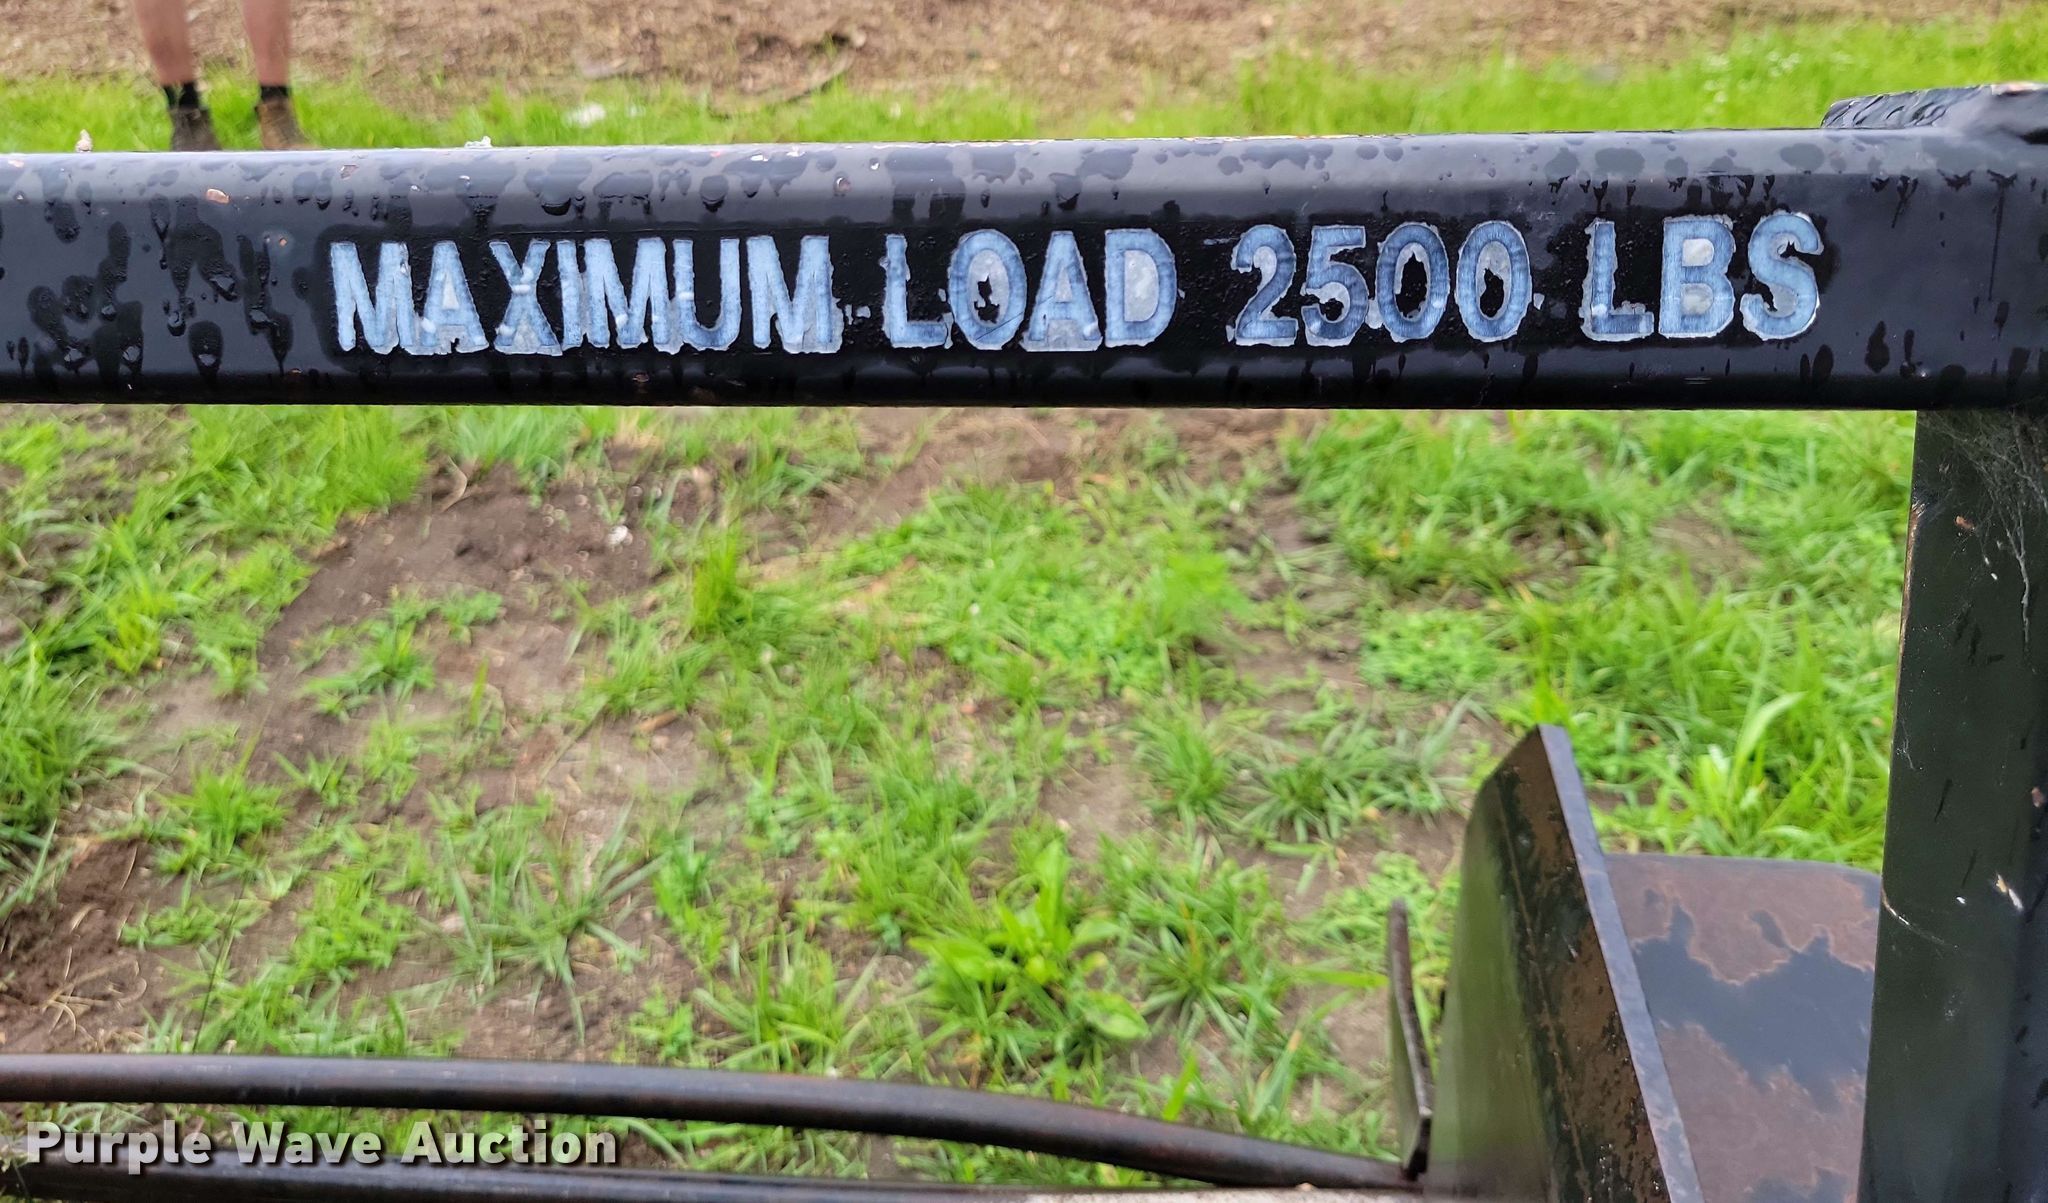 MAXIMUM LOAD 2500 LBS
Purple Wave Auction